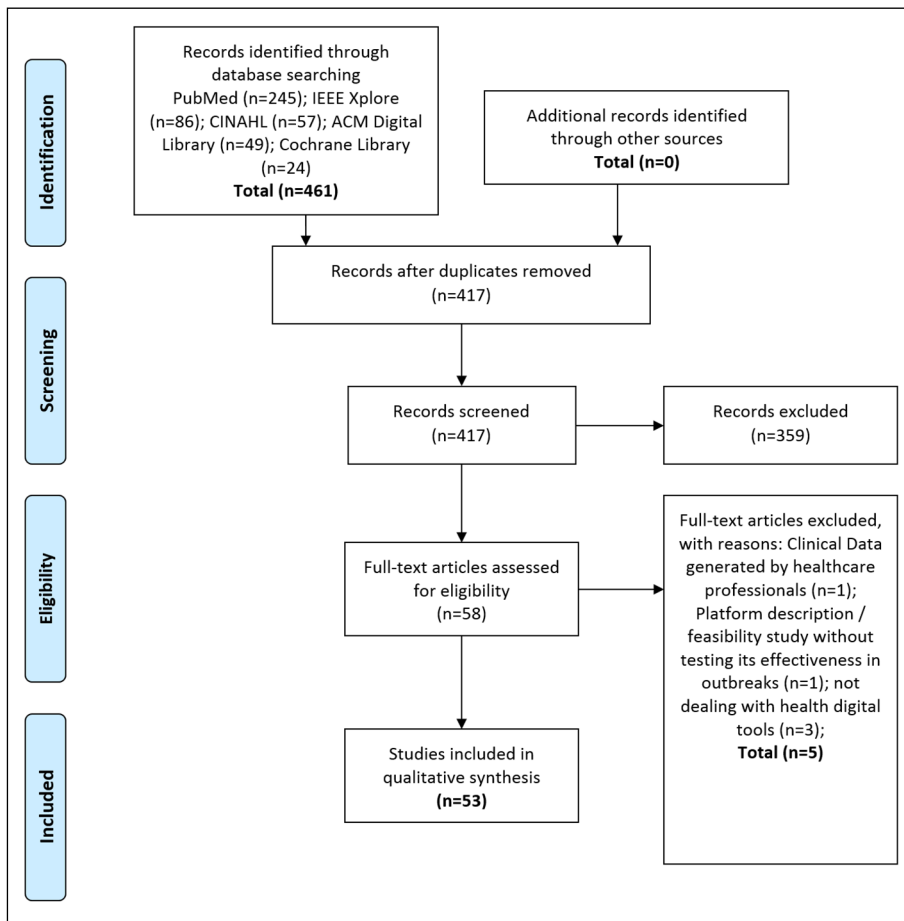 Identification
Records identified through
database searching
PubMed (n=245); IEEE Xplore
(n=86); CINAHL (n=57); ACM Digital
Library (n=49); Cochrane Library
(n=24)
Total (n=461)
Additional records identified
through other sources
Total (n=0)
Records after duplicates removed
(n=417)
Screening
Records screened
(n=417)
Records excluded
(n=359)
Eligibility
Full-text articles assessed
for eligibility
(n=58)
Full-text articles excluded,
with reasons: Clinical Data
generated by healthcare
professionals (n=1);
Platform description /
feasibility study without
testing its effectiveness in
outbreaks (n=1); not
dealing with health digital
tools (n=3);
Total (n=5)
Included
Studies included in
qualitative synthesis
(n=53)